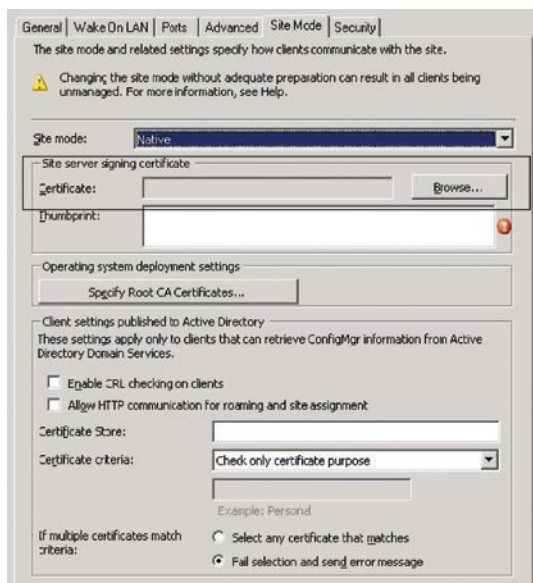 General Wake On LAN Ports Advanced Site Mode Security
The site mode and related settings specify how clients communicate with the site.
Changing the site mode without adequate preparation can result in all clients being
unmanaged. For more information, see Help.
Site mode: Native
Site server signing certificate
Certificate: Browse...
Thumbprint:
Operating system deployment settings
Specify Root CA Certificates...
Client settings published to Active Directory
These settings apply only to clients that can retrieve ConfigMgr information from Active
Directory Domain Services.
Enable CRL checking on clients
Allow HTTP communication for roaming and site assignment
Certificate Store:
Certificate criteria: Check only certificate purpose
Example: Personal
If multiple certificates match
criteria:
Select any certificate that matches
Fail selection and send error message